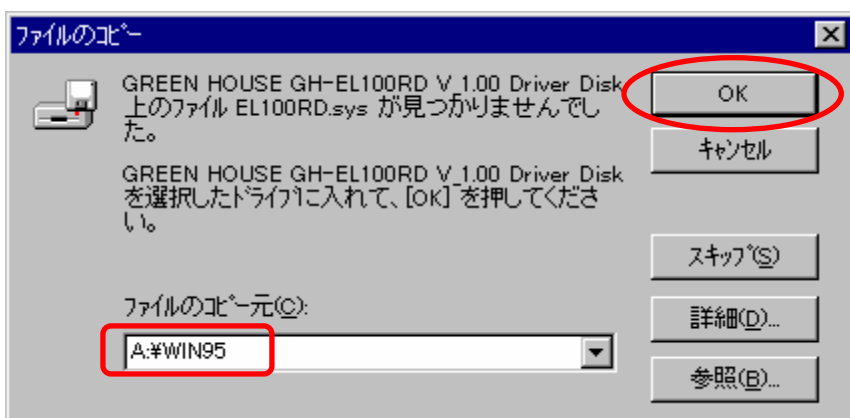 ファイルのコピー
GREEN HOUSE GH-EL100RD V_1.00 Driver Disk
上のファイル EL100RD.sys が見つかりませんでし
た。
GREEN HOUSE GH-EL100RD V_1.00 Driver Disk
を選択したドライブに入れて、[OK] を押してくださ
い。
ファイルのコピー元(C):
A:¥WIN95
OK
キャンセル
スキップ(S)
詳細(D)...
参照(B)...